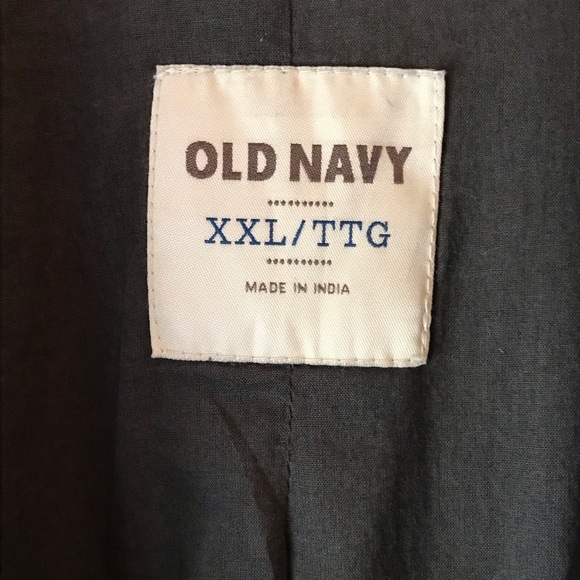 OLD NAVY
XXL/TTG
MADE IN INDIA